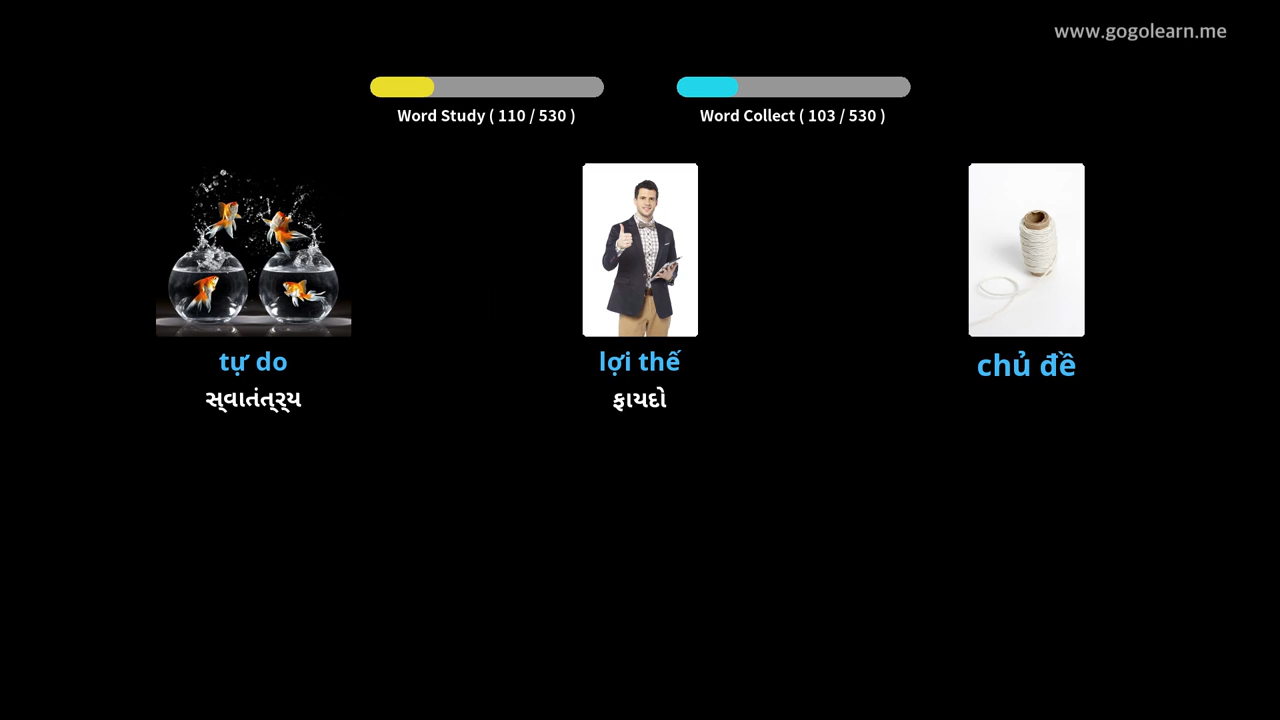 www.gogolearn.me
Word Study ( 110 / 530 )
Word Collect ( 103 / 530 )
tự do
lợi thế
chủ đề
સ્વાતંત્ર્ય
ફાયદો